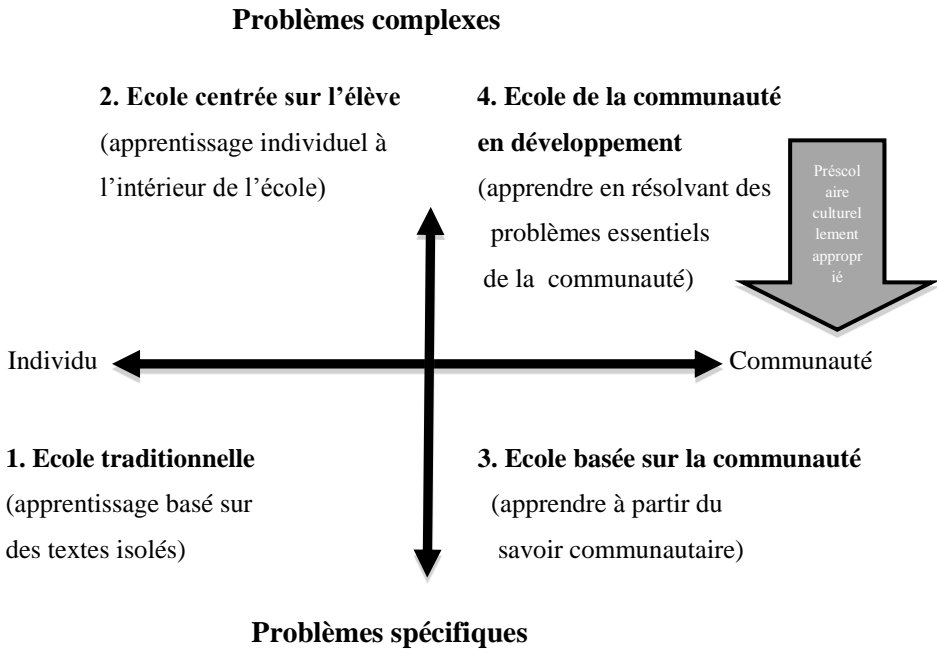 Problèmes complexes
2. Ecole centrée sur l’élève
(apprentissage individuel à
l’intérieur de l’école)
4. Ecole de la communauté
en développement
(apprendre en résolvant des
problèmes essentiels
de la communauté)
Préscol
aire
culturel
lement
appropr
ié
Individu
Communauté
1. Ecole traditionnelle
(apprentissage basé sur
des textes isolés)
3. Ecole basée sur la communauté
(apprendre à partir du
savoir communautaire)
Problèmes spécifiques